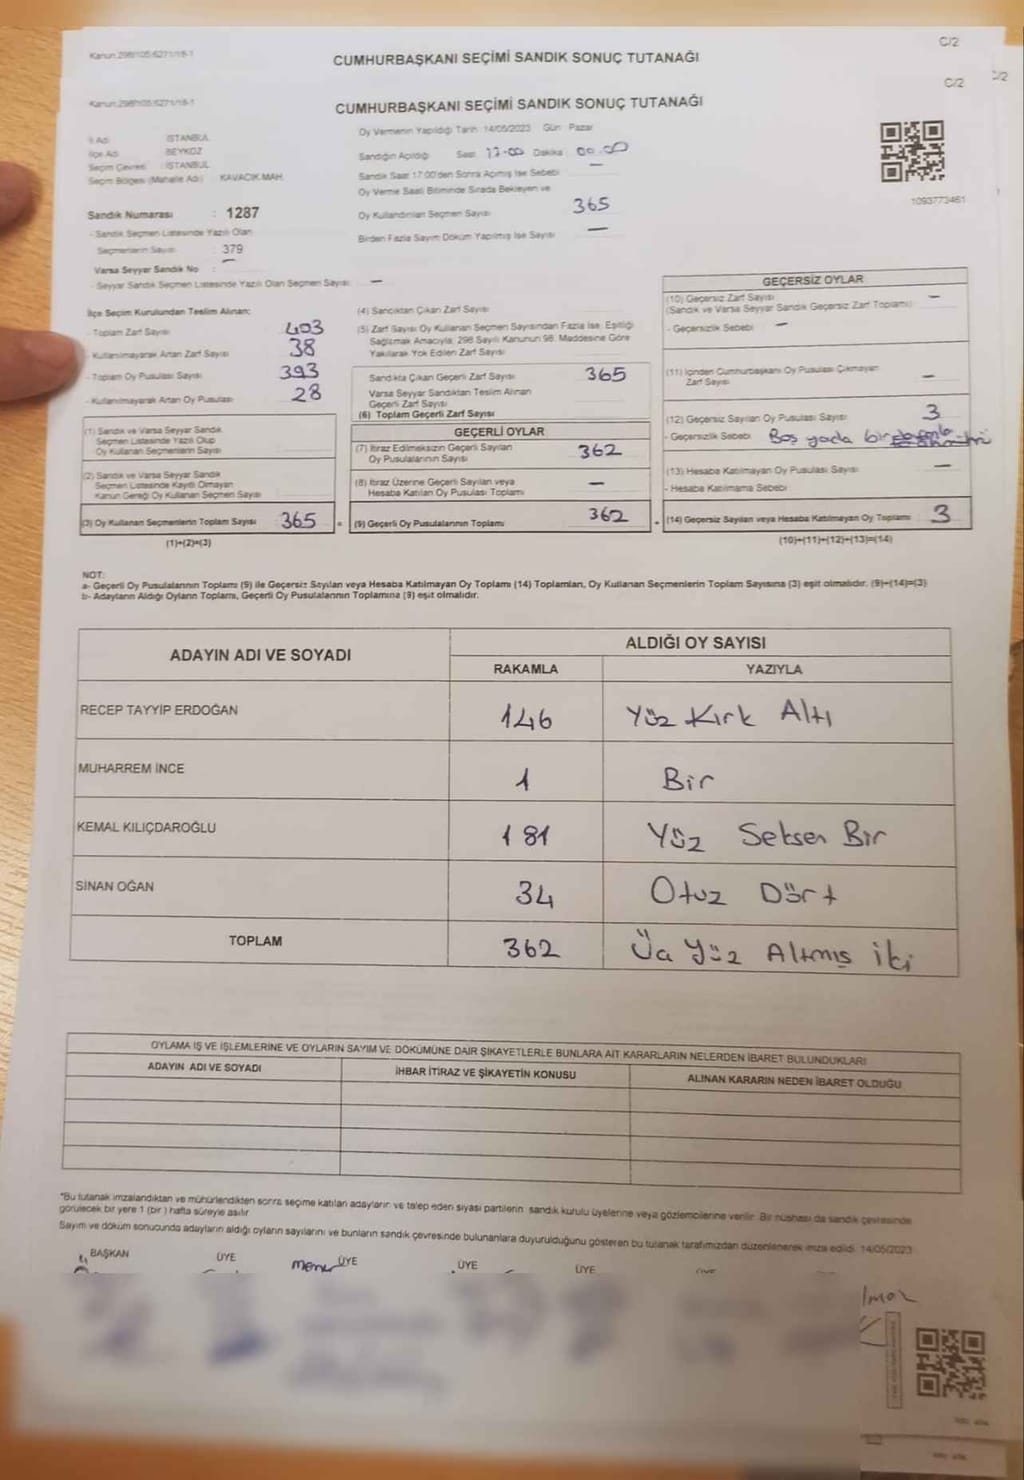 Kanun:298/105;6271/18-1
C/2
CUMHURBAŞKANI SEÇİMİ SANDIK SONUÇ TUTANAĞI
C/2
C/2
Kanun:298/105;6271/18-1
CUMHURBAŞKANI SEÇİMİ SANDIK SONUÇ TUTANAĞI
1093773461
İl Adı : İSTANBUL
İlçe Adı : BEYKOZ
Seçim Çevresi : İSTANBUL
Seçim Bölgesi (Mahalle Adı) : KAVACIK MAH.
Sandık Numarası : 1287
- Sandık Seçmen Listesinde Yazılı Olan
Seçmenlerin Sayısı : 379
Varsa Seyyar Sandık No : —
- Seyyar Sandık Seçmen Listesinde Yazılı Olan Seçmen Sayısı : —
Oy Vermenin Yapıldığı Tarih: 14/05/2023 Gün: Pazar
Sandığın Açıldığı Saat: 17.00 Dakika: 00.00
Sandık Saat 17.00'den Sonra Açılmış İse Sebebi —
Oy Verme Saati Bitiminde Sırada Bekleyen ve
Oy Kullandırılan Seçmen Sayısı 365
Birden Fazla Sayım Döküm Yapılmış İse Sayısı —
İlçe Seçim Kurulundan Teslim Alınan:
- Toplam Zarf Sayısı 403
- Kullanılmayarak Artan Zarf Sayısı 38
- Toplam Oy Pusulası Sayısı 393
- Kullanılmayarak Artan Oy Pusulası 28
(1) Sandık ve Varsa Seyyar Sandık
Seçmen Listesinde Yazılı Olup
Oy Kullanan Seçmenlerin Sayısı
(2) Sandık ve Varsa Seyyar Sandık
Seçmen Listesinde Kayıtlı Olmayan
Kanun Gereği Oy Kullanan Seçmen Sayısı
(3) Oy Kullanan Seçmenlerin Toplam Sayısı 365
(1)+(2)=(3)
(4) Sandıktan Çıkan Zarf Sayısı
(5) Zarf Sayısı Oy Kullanan Seçmen Sayısından Fazla İse, Eşitliği
Sağlamak Amacıyla, 298 Sayılı Kanunun 98. Maddesine Göre
Yakılarak Yok Edilen Zarf Sayısı
Sandıkta Çıkan Geçerli Zarf Sayısı 365
Varsa Seyyar Sandıktan Teslim Alınan
Geçerli Zarf Sayısı
(6) Toplam Geçerli Zarf Sayısı
GEÇERLİ OYLAR
(7) İtiraz Edilmeksizin Geçerli Sayılan
Oy Pusulalarının Sayısı 362
(8) İtiraz Üzerine Geçerli Sayılan veya
Hesaba Katılan Oy Pusulası Toplamı —
= (9) Geçerli Oy Pusulalarının Toplamı 362
GEÇERSİZ OYLAR
(10) Geçersiz Zarf Sayısı —
(Sandık ve Varsa Seyyar Sandık Geçersiz Zarf Toplamı)
- Geçersizlik Sebebi —
(11) İçinden Cumhurbaşkanı Oy Pusulası Çıkmayan
Zarf Sayısı —
(12) Geçersiz Sayılan Oy Pusulası Sayısı 3
- Geçersizlik Sebebi Boş yada birden
(13) Hesaba Katılmayan Oy Pusulası Sayısı —
- Hesaba Katılmama Sebebi
+ (14) Geçersiz Sayılan veya Hesaba Katılmayan Oy Toplamı 3
(10)+(11)+(12)+(13)=(14)
NOT:
a- Geçerli Oy Pusulalarının Toplamı (9) ile Geçersiz Sayılan veya Hesaba Katılmayan Oy Toplamı (14) Toplamları, Oy Kullanan Seçmenlerin Toplam Sayısına (3) eşit olmalıdır. (9)+(14)=(3)
b- Adayların Aldığı Oyların Toplamı, Geçerli Oy Pusulalarının Toplamına (9) eşit olmalıdır.
ADAYIN ADI VE SOYADI
ALDIĞI OY SAYISI
RAKAMLA YAZIYLA
RECEP TAYYİP ERDOĞAN 146 Yüz Kırk Altı
MUHARREM İNCE 1 Bir
KEMAL KILIÇDAROĞLU 181 Yüz Seksen Bir
SİNAN OĞAN 34 Otuz Dört
TOPLAM 362 Üç Yüz Altmış İki
OYLAMA İŞ VE İŞLEMLERİNE VE OYLARIN SAYIM VE DÖKÜMÜNE DAİR ŞİKAYETLERLE BUNLARA AİT KARARLARIN NELERDEN İBARET BULUNDUKLARI
ADAYIN ADI VE SOYADI İHBAR İTİRAZ VE ŞİKAYETİN KONUSU ALINAN KARARIN NEDEN İBARET OLDUĞU
*Bu tutanak imzalandıktan ve mühürlendikten sonra seçime katılan adayların ve talep eden siyasi partilerin sandık kurulu üyelerine veya gözlemcilerine verilir. Bir nüshası da sandık çevresinde
görülecek bir yere 1 (bir) hafta süreyle asılır.
Sayım ve döküm sonucunda adayların aldığı oyların sayılarını ve bunların sandık çevresinde bulunanlara duyurulduğunu gösteren bu tutanak tarafımızdan düzenlenerek imza edildi. 14/05/2023
BAŞKAN ÜYE ÜYE ÜYE ÜYE